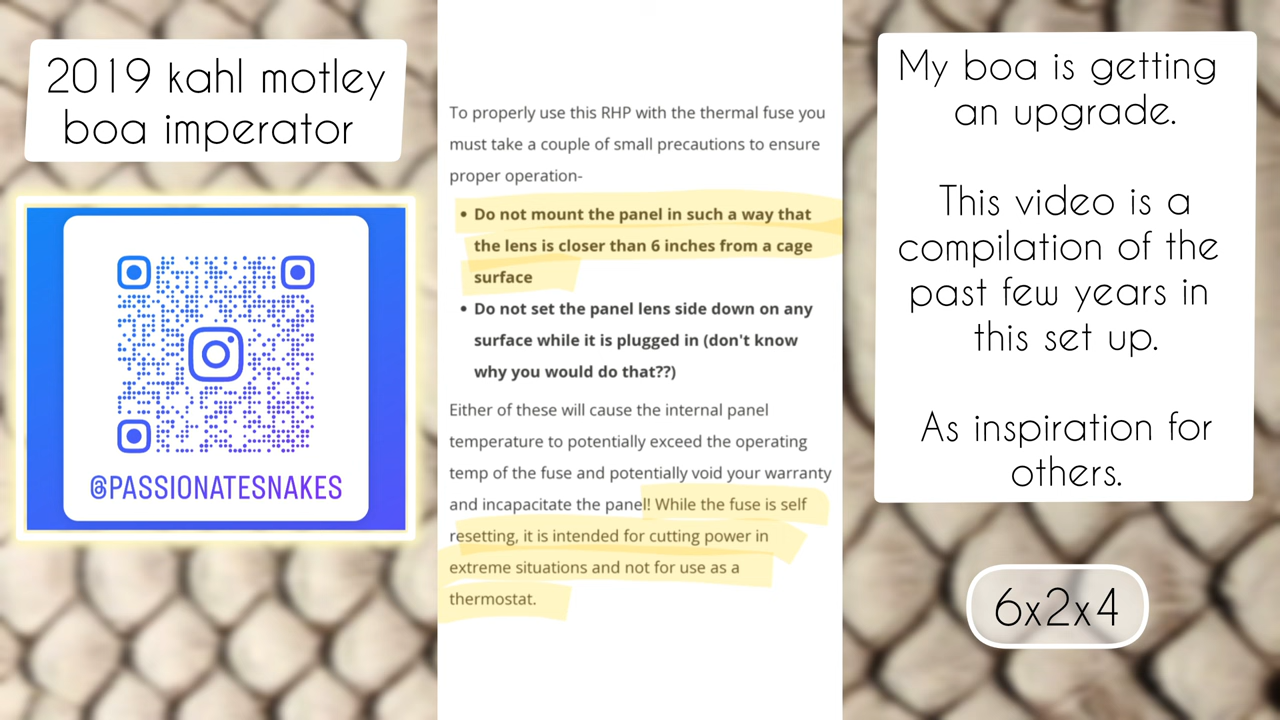 2019 kahl motley
boa imperator
@PASSIONATESNAKES
To properly use this RHP with the thermal fuse you
must take a couple of small precautions to ensure
proper operation-
• Do not mount the panel in such a way that
the lens is closer than 6 inches from a cage
surface
• Do not set the panel lens side down on any
surface while it is plugged in (don't know
why you would do that??)
Either of these will cause the internal panel
temperature to potentially exceed the operating
temp of the fuse and potentially void your warranty
and incapacitate the panel! While the fuse is self
resetting, it is intended for cutting power in
extreme situations and not for use as a
thermostat.
My boa is getting
an upgrade.
This video is a
compilation of the
past few years in
this set up.
As inspiration for
others.
6x2x4